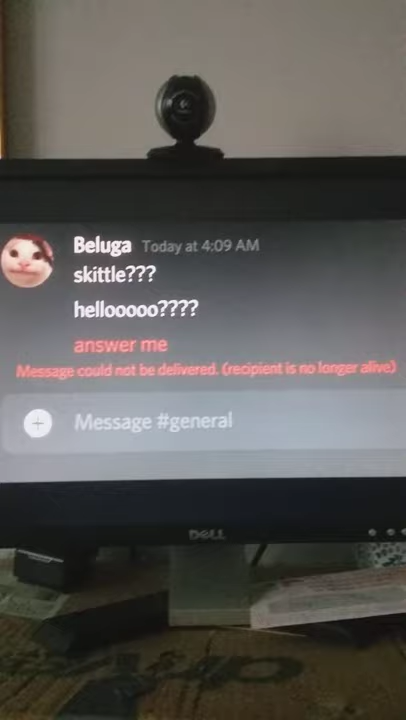 Beluga Today at 4:09 AM
skittle???
hellooooo????
answer me
Message could not be delivered. (recipient is no longer alive)
Message #general
DELL